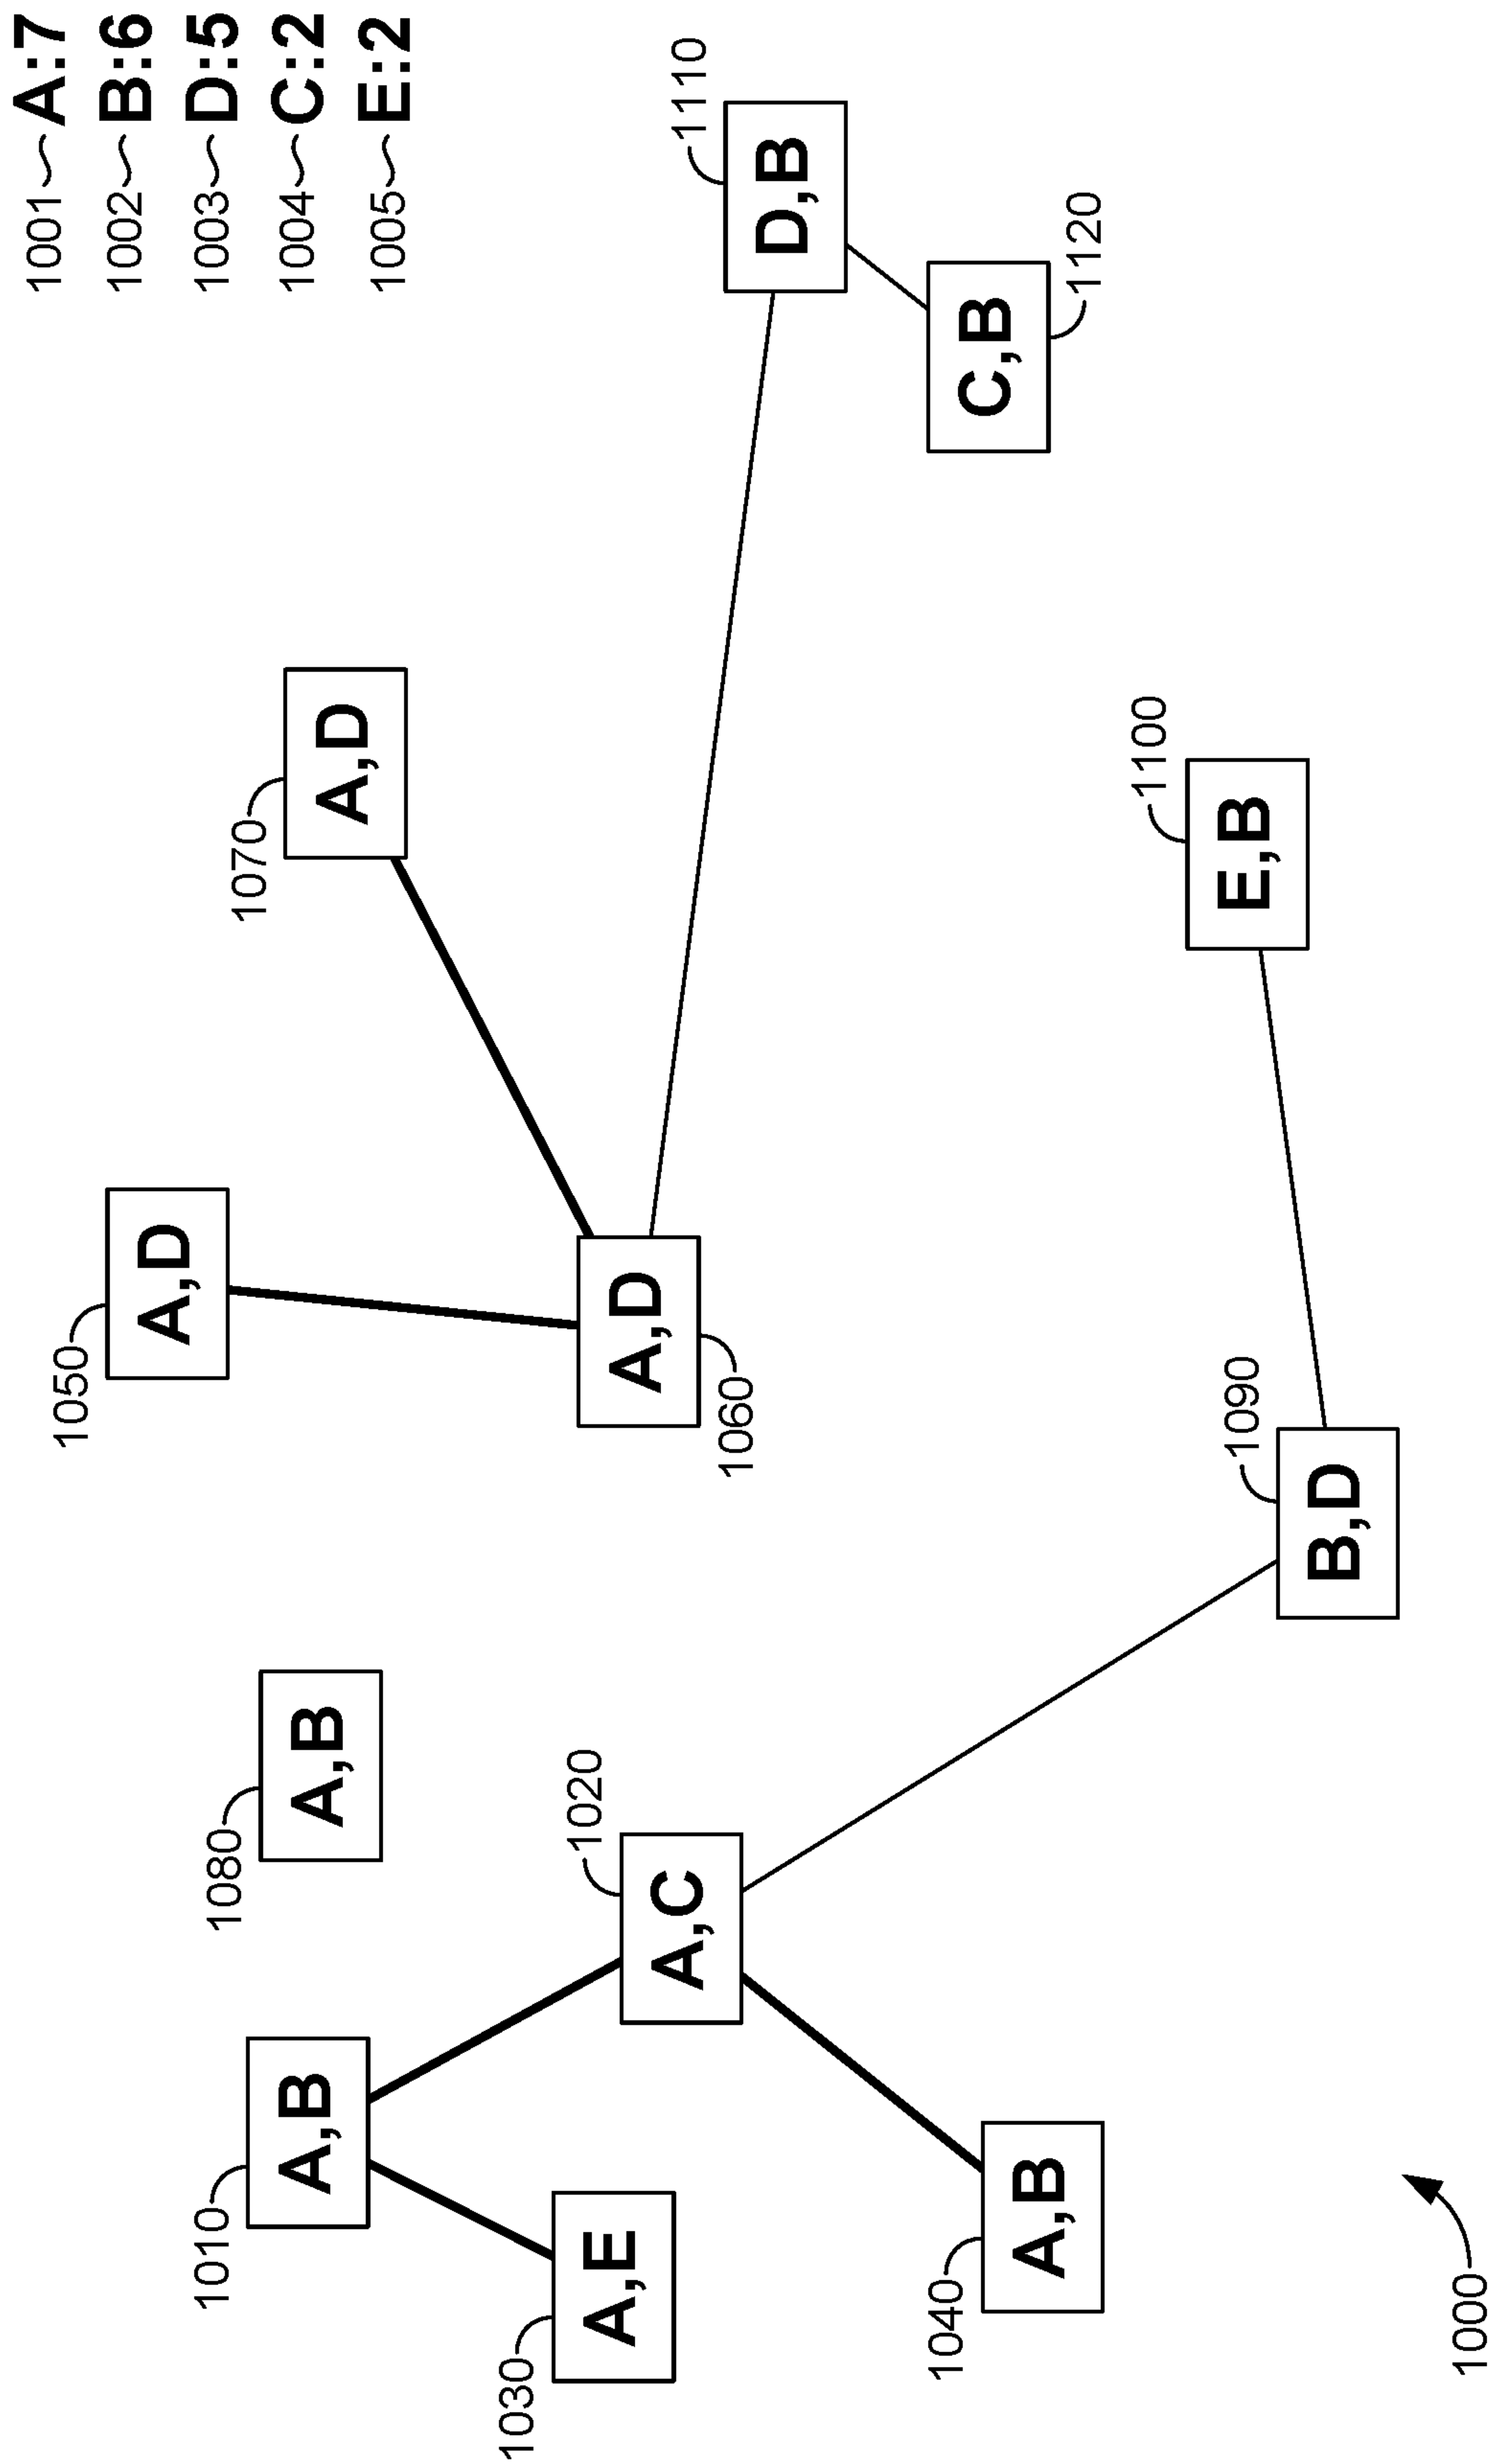 1001 A:7
1002 B:6
1003 D:5
1004 C:2
1005 E:2
1050
A,D
1070
A,D
1080
A,B
1010
A,B
1030
A,E
1020
A,C
1060
A,D
1110
D,B
1120
C,B
1040
A,B
1090
B,D
1100
E,B
1000